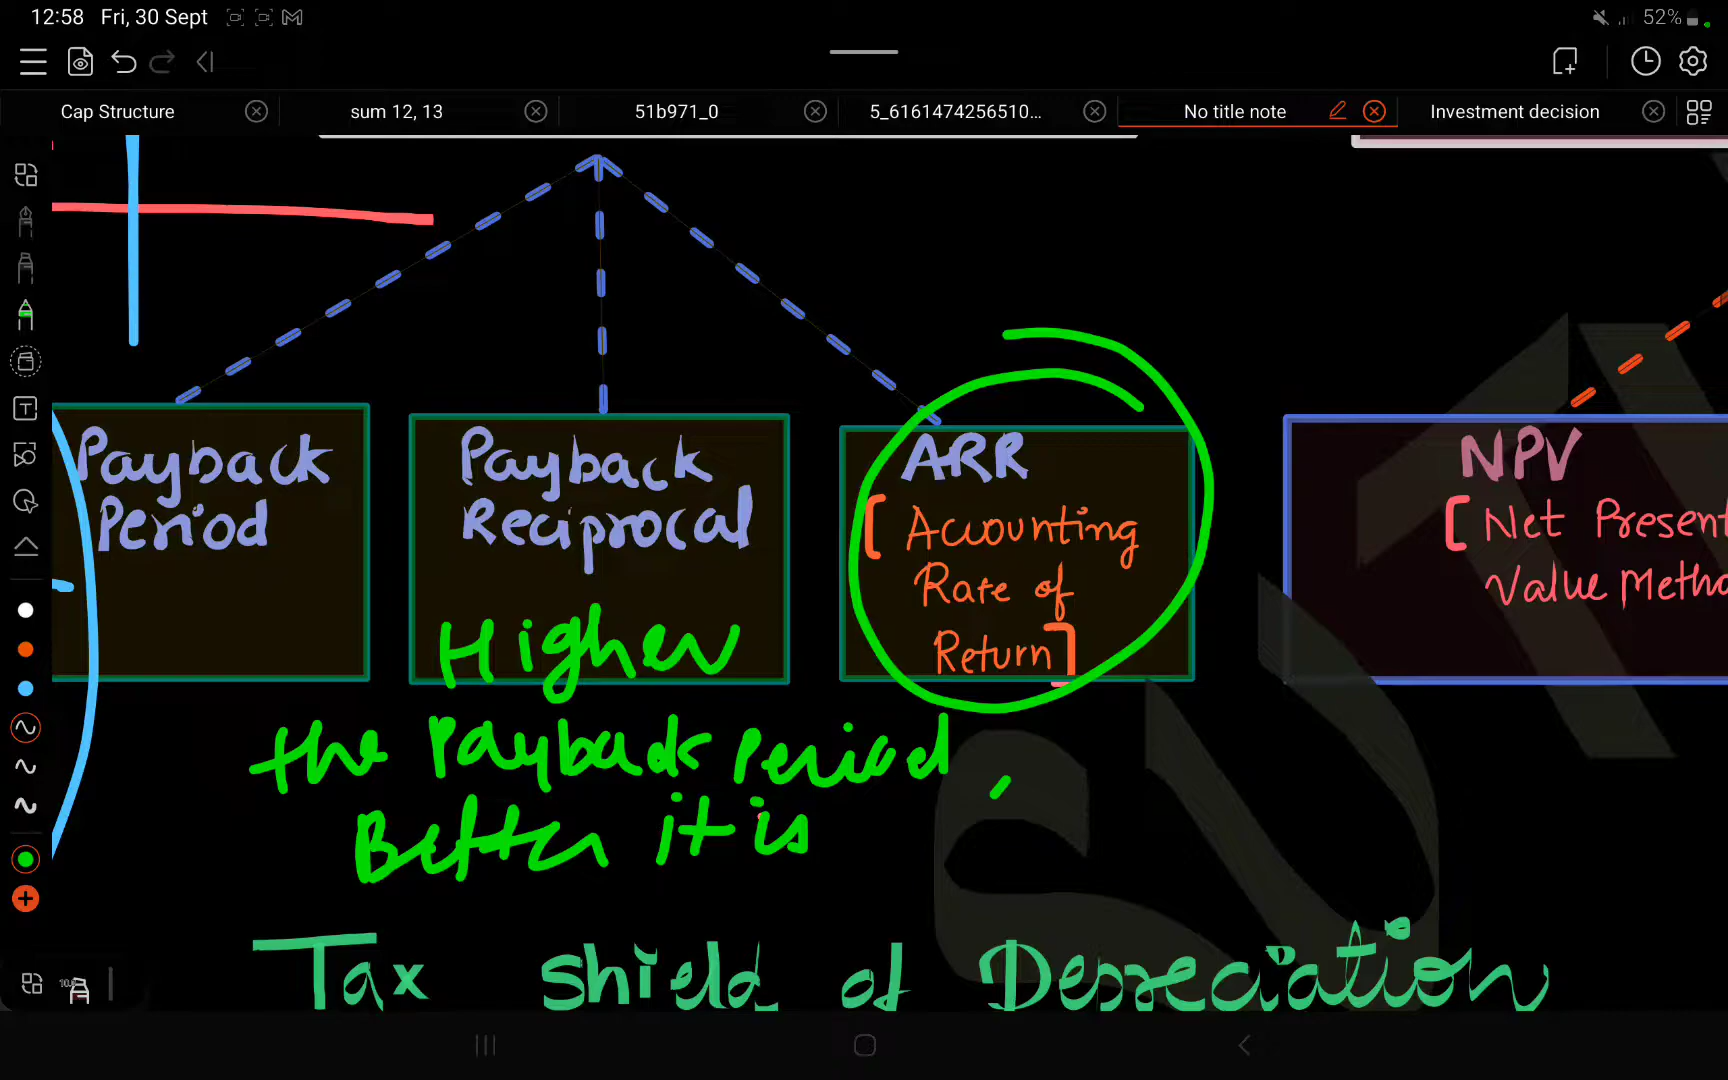 12:58 Fri, 30 Sept
52%
Cap Structure
sum 12, 13
51b971_0
5_6161474256510...
No title note
Investment decision
Payback
Period
Payback
Reciprocal
ARR
[Accounting
Rate of
Return]
NPV
[Net Present
Value Metho
Higher
the Payback Period,
Better it is
Tax Shield of Depreciation